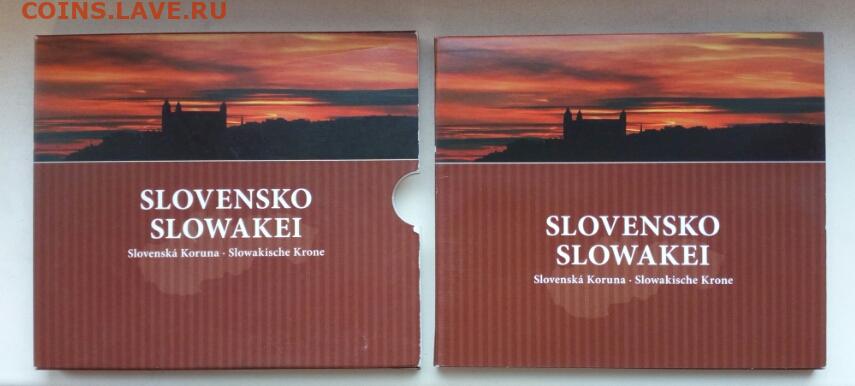 COINS.LAVE.RU
SLOVENSKO
SLOWAKEI
Slovenská Koruna · Slowakische Krone
SLOVENSKO
SLOWAKEI
Slovenská Koruna · Slowakische Krone